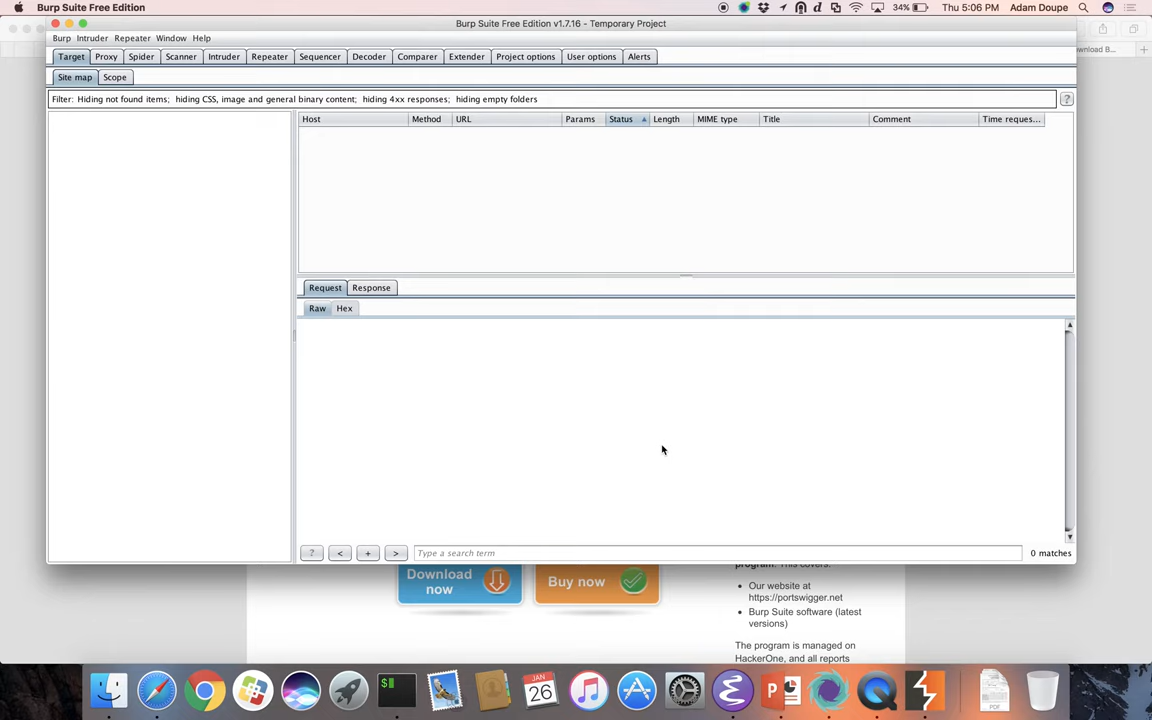 Burp Suite Free Edition
34%
Thu 5:06 PM Adam Doupe
Burp Suite Free Edition v1.7.16 - Temporary Project
Burp Intruder Repeater Window Help
Target Proxy Spider Scanner Intruder Repeater Sequencer Decoder Comparer Extender Project options User options Alerts
Site map Scope
Filter: Hiding not found items; hiding CSS, image and general binary content; hiding 4xx responses; hiding empty folders
?
Host Method URL Params Status Length MIME type Title Comment Time reques...
Request Response
Raw Hex
? < + > Type a search term 0 matches
Download now
Buy now
Our website at
https://portswigger.net
Burp Suite software (latest
versions)
The program is managed on
HackerOne, and all reports
JAN
26
$
PDF